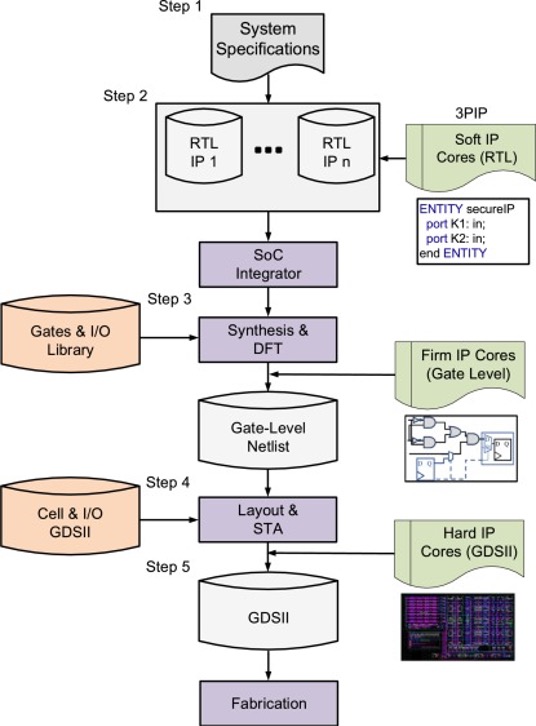 Step 1
System
Specifications
Step 2
3PIP
RTL
IP 1
RTL
IP n
Soft IP
Cores (RTL)
ENTITY secureIP
port K1: in;
port K2: in;
end ENTITY
SoC
Integrator
Step 3
Gates & I/O
Library
Synthesis &
DFT
Firm IP Cores
(Gate Level)
Gate-Level
Netlist
Step 4
Cell & I/O
GDSII
Layout &
STA
Hard IP
Cores (GDSII)
Step 5
GDSII
Fabrication